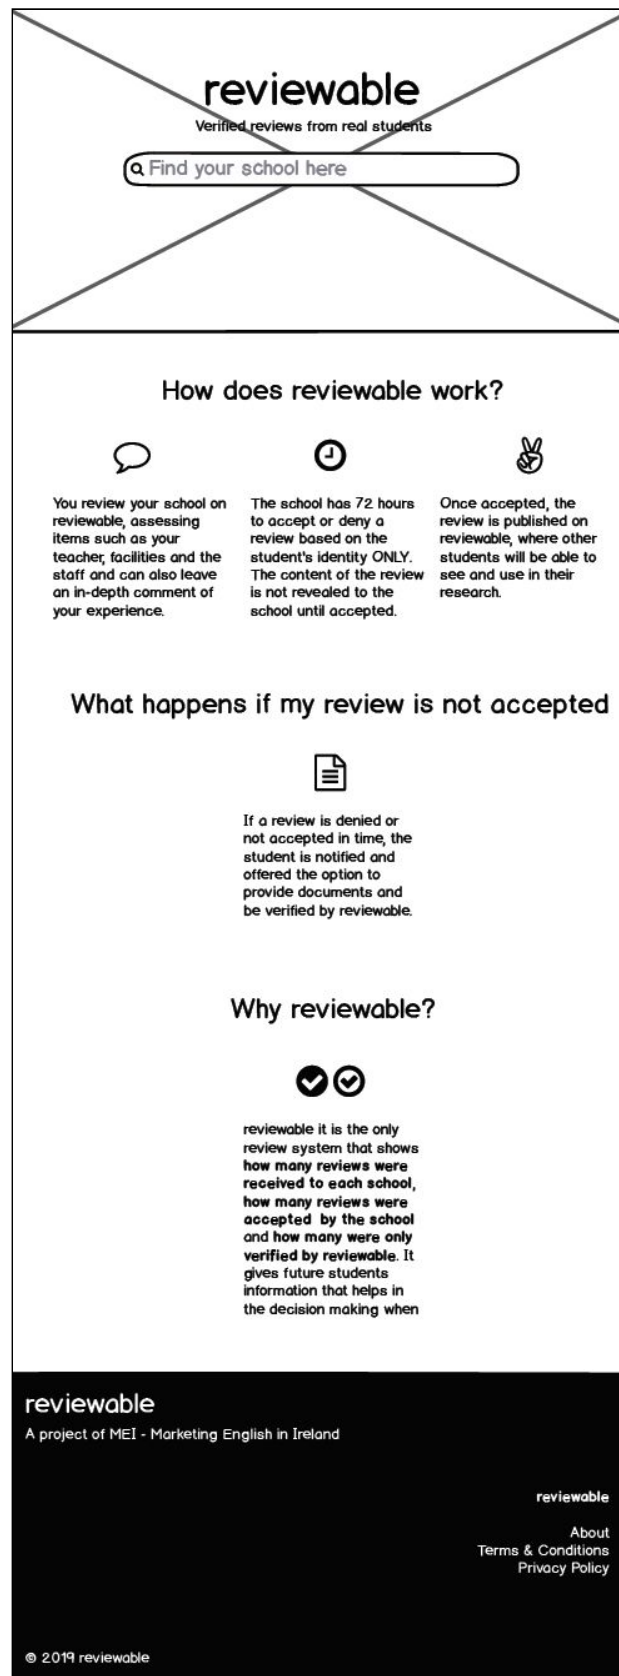 reviewable
Verified reviews from real students
Find your school here
How does reviewable work?
You review your school on
reviewable, assessing
items such as your
teacher, facilities and the
staff and can also leave
an in-depth comment of
your experience.
The school has 72 hours
to accept or deny a
review based on the
student's identity ONLY.
The content of the review
is not revealed to the
school until accepted.
Once accepted, the
review is published on
reviewable, where other
students will be able to
see and use in their
research.
What happens if my review is not accepted
If a review is denied or
not accepted in time, the
student is notified and
offered the option to
provide documents and
be verified by reviewable.
Why reviewable?
reviewable it is the only
review system that shows
how many reviews were
received to each school,
how many reviews were
accepted by the school
and how many were only
verified by reviewable. It
gives future students
information that helps in
the decision making when
reviewable
A project of MEI - Marketing English in Ireland
reviewable
About
Terms & Conditions
Privacy Policy
© 2019 reviewable